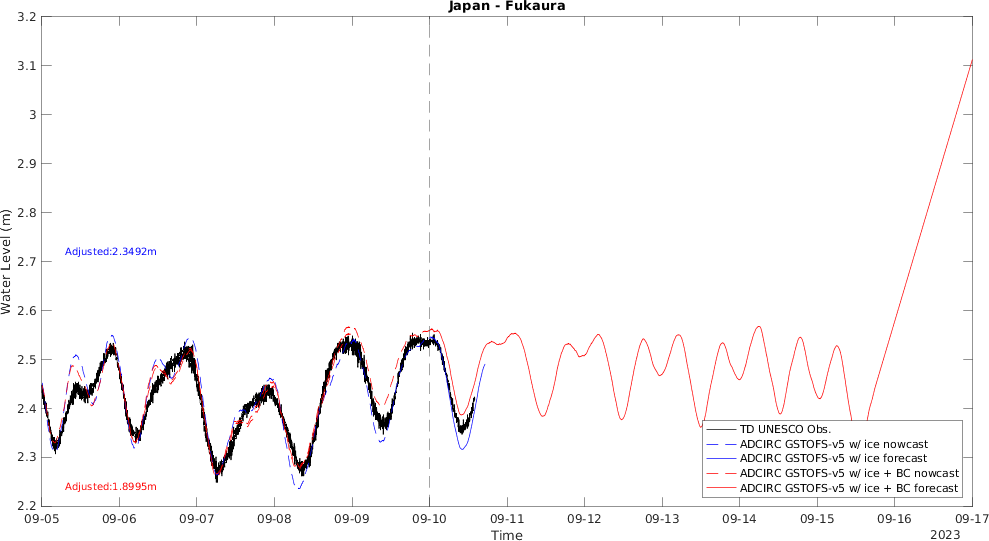 Japan - Fukaura
3.2
3.1
3
2.9
2.8
2.7
2.6
2.5
2.4
2.3
2.2
Water Level (m)
Adjusted:2.3492m
Adjusted:1.8995m
TD UNESCO Obs.
ADCIRC GSTOFS-v5 w/ ice nowcast
ADCIRC GSTOFS-v5 w/ ice forecast
ADCIRC GSTOFS-v5 w/ ice + BC nowcast
ADCIRC GSTOFS-v5 w/ ice + BC forecast
09-05 09-06 09-07 09-08 09-09 09-10 09-11 09-12 09-13 09-14 09-15 09-16 09-17
Time
2023